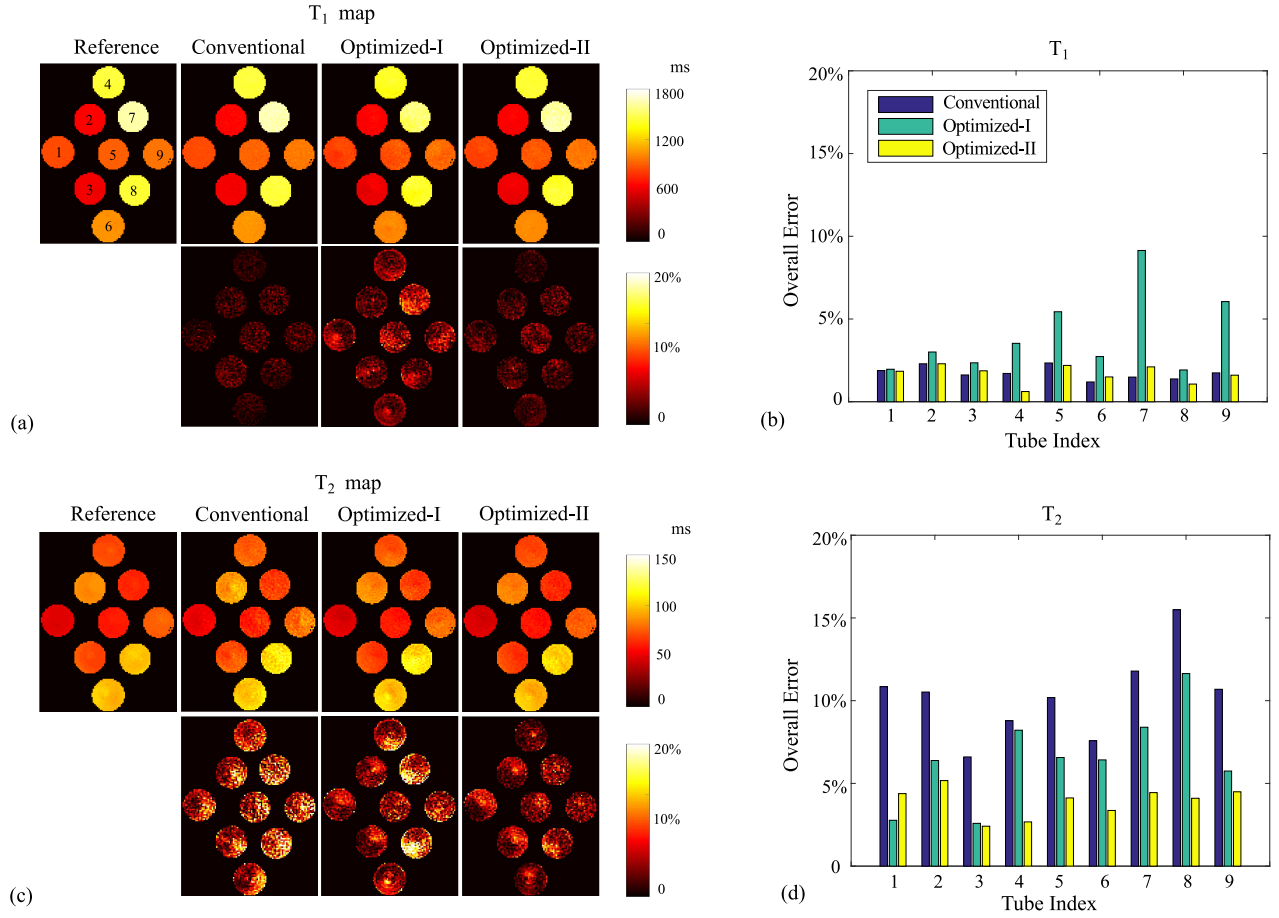 T1 map
Reference Conventional Optimized-I Optimized-II
ms
1800
1200
600
0
4
2 7
1 5 9
3 8
6
20%
10%
0
(a)
T1
20%
15%
10%
5%
0
Overall Error
Conventional
Optimized-I
Optimized-II
1 2 3 4 5 6 7 8 9
Tube Index
(b)
T2 map
Reference Conventional Optimized-I Optimized-II
ms
150
100
50
0
20%
10%
0
(c)
T2
20%
15%
10%
5%
0
Overall Error
1 2 3 4 5 6 7 8 9
Tube Index
(d)